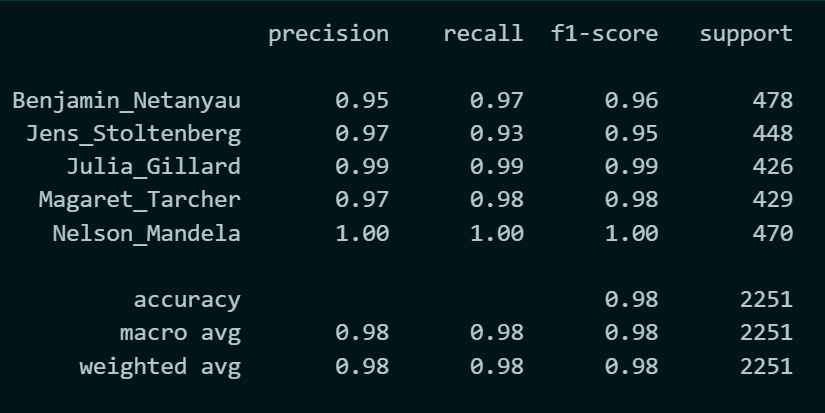 precision recall f1-score support
Benjamin_Netanyau 0.95 0.97 0.96 478
Jens_Stoltenberg 0.97 0.93 0.95 448
Julia_Gillard 0.99 0.99 0.99 426
Magaret_Tarcher 0.97 0.98 0.98 429
Nelson_Mandela 1.00 1.00 1.00 470
accuracy 0.98 2251
macro avg 0.98 0.98 0.98 2251
weighted avg 0.98 0.98 0.98 2251